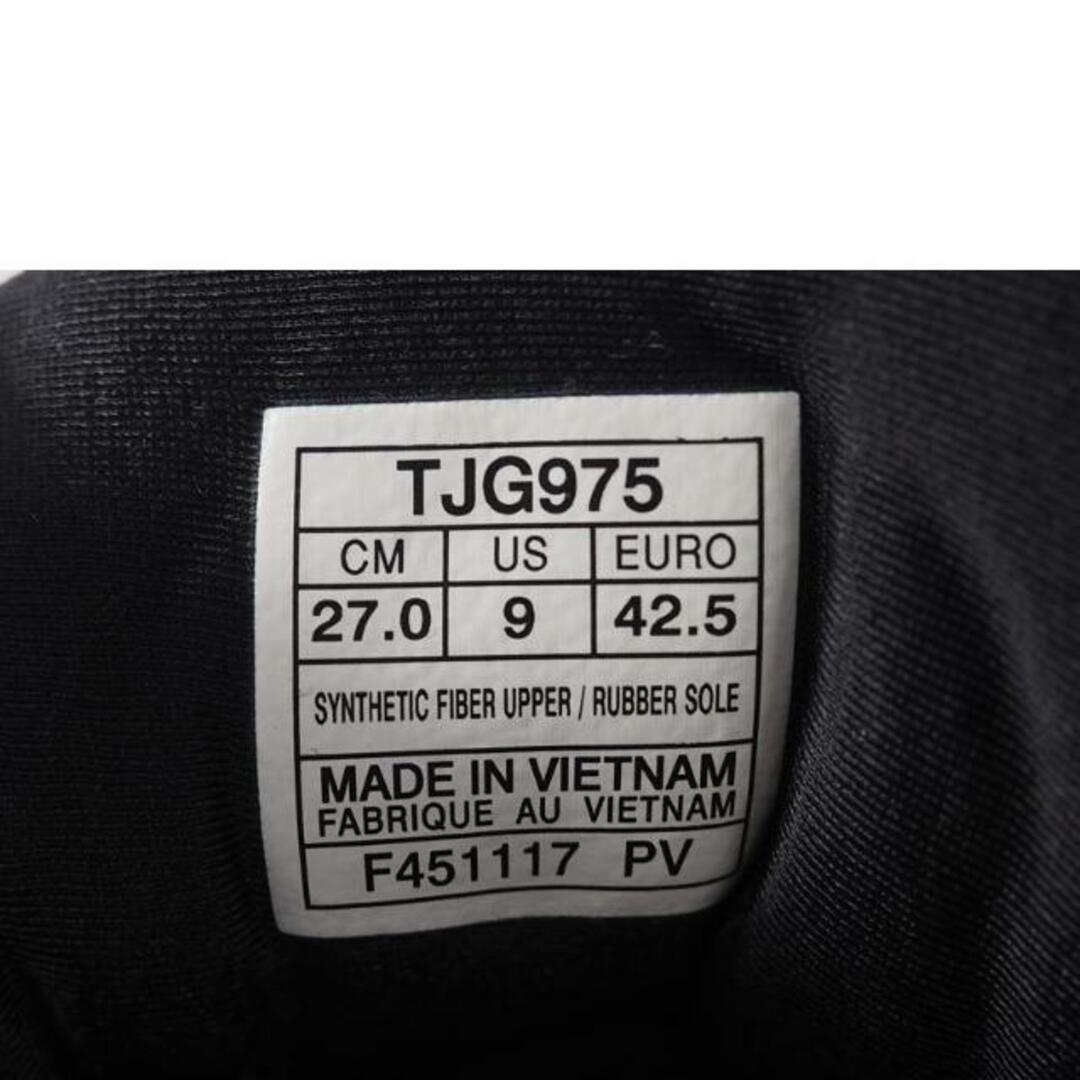 TJG975
CM US EURO
27.0 9 42.5
SYNTHETIC FIBER UPPER / RUBBER SOLE
MADE IN VIETNAM
FABRIQUE AU VIETNAM
F451117 PV